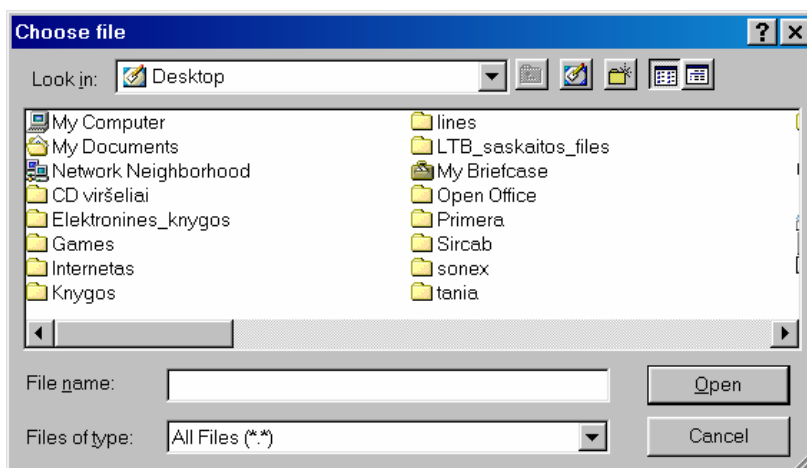 Choose file
Look in: Desktop
My Computer
My Documents
Network Neighborhood
CD viršeliai
Elektronines_knygos
Games
Internetas
Knygos
lines
LTB_saskaitos_files
My Briefcase
Open Office
Primera
Sircab
sonex
tania
File name: Open
Files of type: All Files (*.*) Cancel